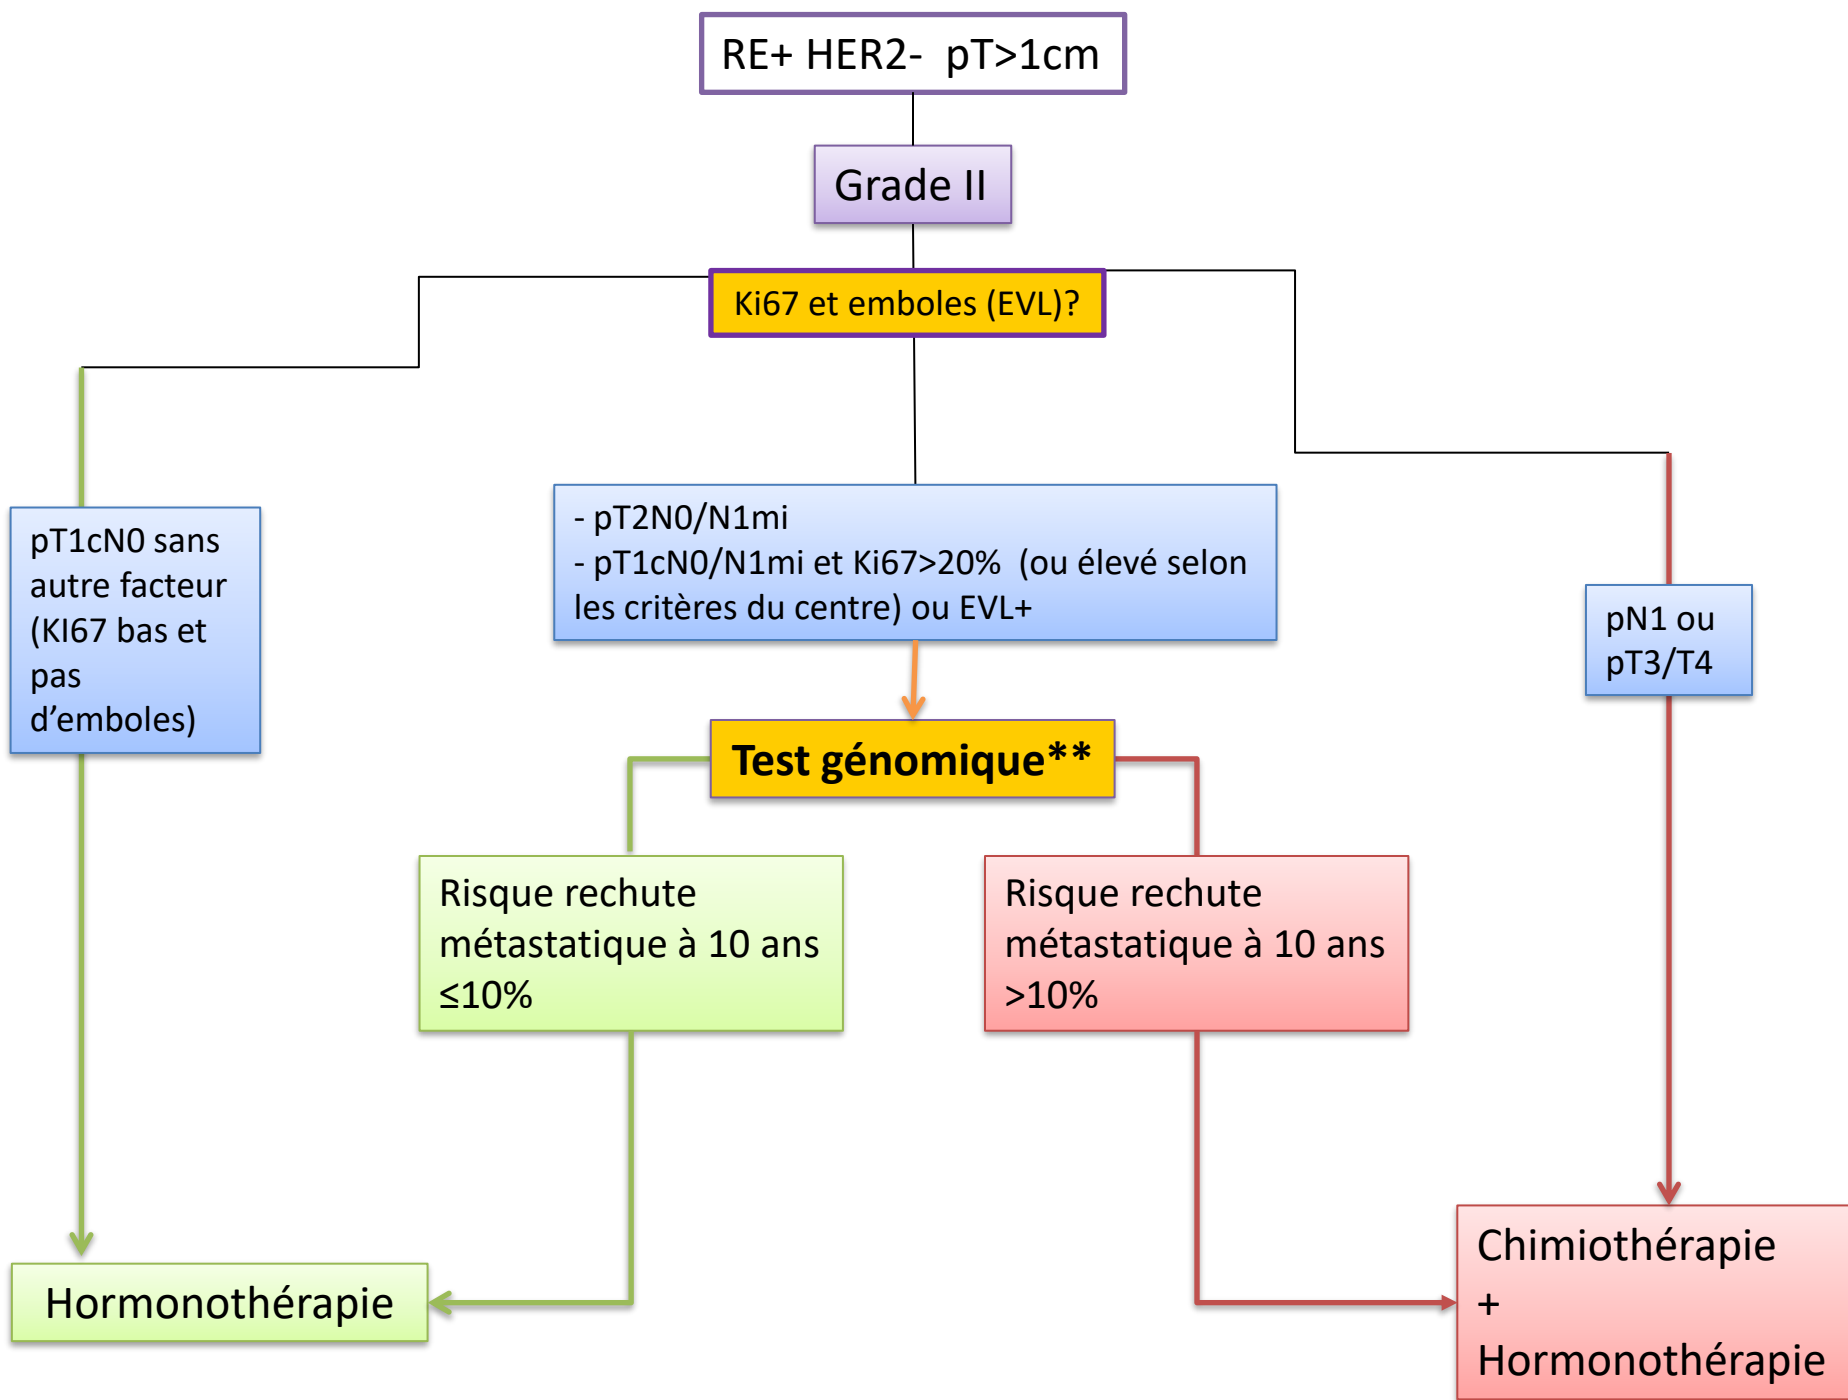 RE+ HER2- pT>1cm
Grade II
Ki67 et emboles (EVL)?
pT1cN0 sans
autre facteur
(KI67 bas et
pas
d’emboles)
- pT2N0/N1mi
- pT1cN0/N1mi et Ki67>20% (ou élevé selon
les critères du centre) ou EVL+
pN1 ou
pT3/T4
Test génomique**
Risque rechute
métastatique à 10 ans
≤10%
Risque rechute
métastatique à 10 ans
>10%
Hormonothérapie
Chimiothérapie
+
Hormonothérapie